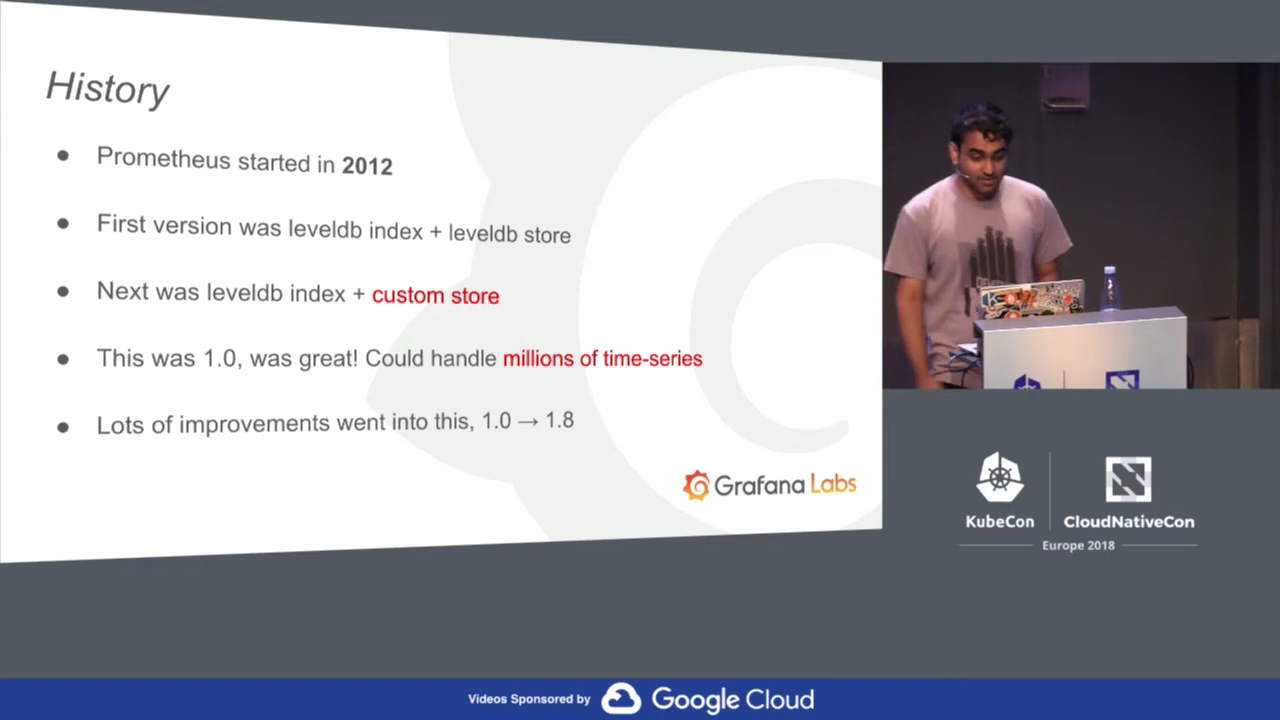 History
● Prometheus started in 2012
● First version was leveldb index + leveldb store
● Next was leveldb index + custom store
● This was 1.0, was great! Could handle millions of time-series
● Lots of improvements went into this, 1.0 → 1.8
Grafana Labs
KubeCon
CloudNativeCon
Europe 2018
Videos Sponsored by Google Cloud